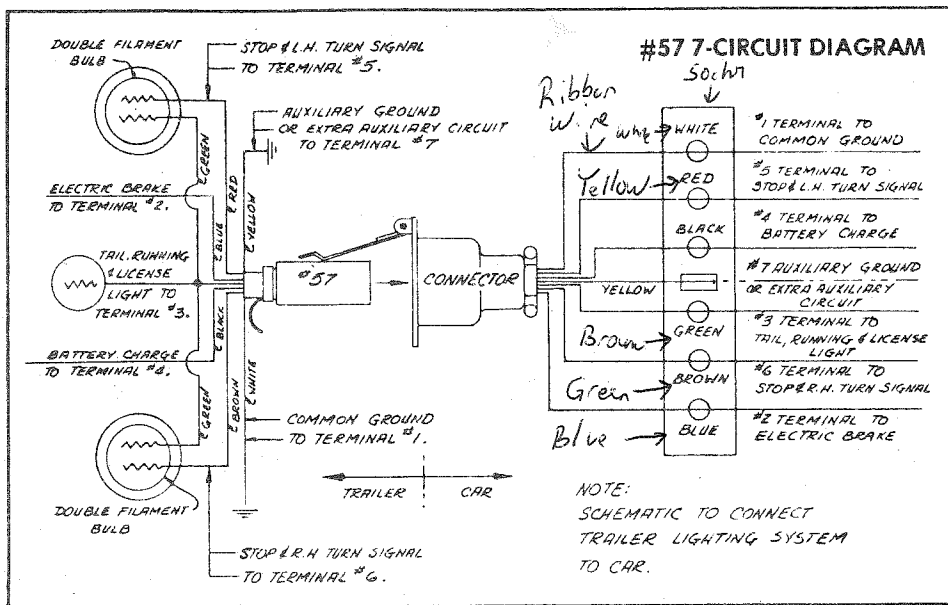 #57 7-CIRCUIT DIAGRAM
DOUBLE FILAMENT
BULB
STOP & L.H. TURN SIGNAL
TO TERMINAL #5.
AUXILIARY GROUND
OR EXTRA AUXILIARY CIRCUIT
TO TERMINAL #7
GREEN
RED
YELLOW
BLUE
ELECTRIC BRAKE
TO TERMINAL #2.
TAIL, RUNNING
& LICENSE
LIGHT TO
TERMINAL #3.
BLACK
BATTERY CHARGE
TO TERMINAL #4.
GREEN
BROWN
WHITE
COMMON GROUND
TO TERMINAL #1.
DOUBLE FILAMENT
BULB
STOP & R.H. TURN SIGNAL
TO TERMINAL #6.
#57
CONNECTOR
TRAILER
CAR
Ribbon
Wire
White
Yellow
Brown
Green
Blue
WHITE
RED
BLACK
YELLOW
GREEN
BROWN
BLUE
#1 TERMINAL TO
COMMON GROUND
#5 TERMINAL TO
STOP & L.H. TURN SIGNAL
#4 TERMINAL TO
BATTERY CHARGE
#7 AUXILIARY GROUND
OR EXTRA AUXILIARY
CIRCUIT
#3 TERMINAL TO
TAIL, RUNNING & LICENSE
LIGHT
#6 TERMINAL TO
STOP & R.H. TURN SIGNAL
#2 TERMINAL TO
ELECTRIC BRAKE
NOTE:
SCHEMATIC TO CONNECT
TRAILER LIGHTING SYSTEM
TO CAR.